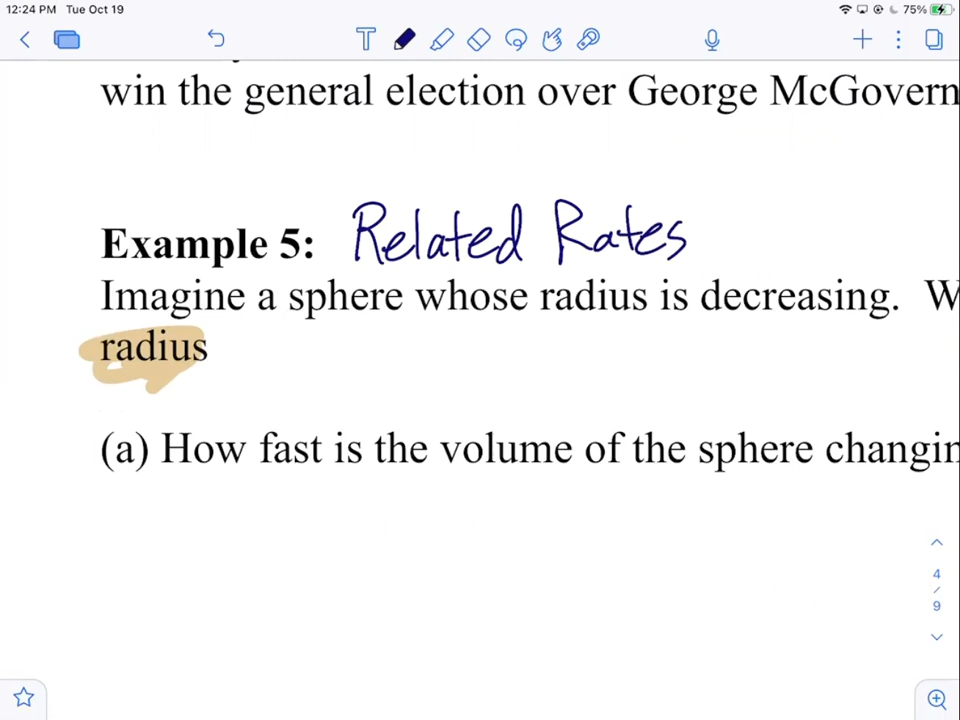 12:24 PM Tue Oct 19
75%
win the general election over George McGovern
Example 5: Related Rates
Imagine a sphere whose radius is decreasing. W
radius
(a) How fast is the volume of the sphere changin
4
/
9